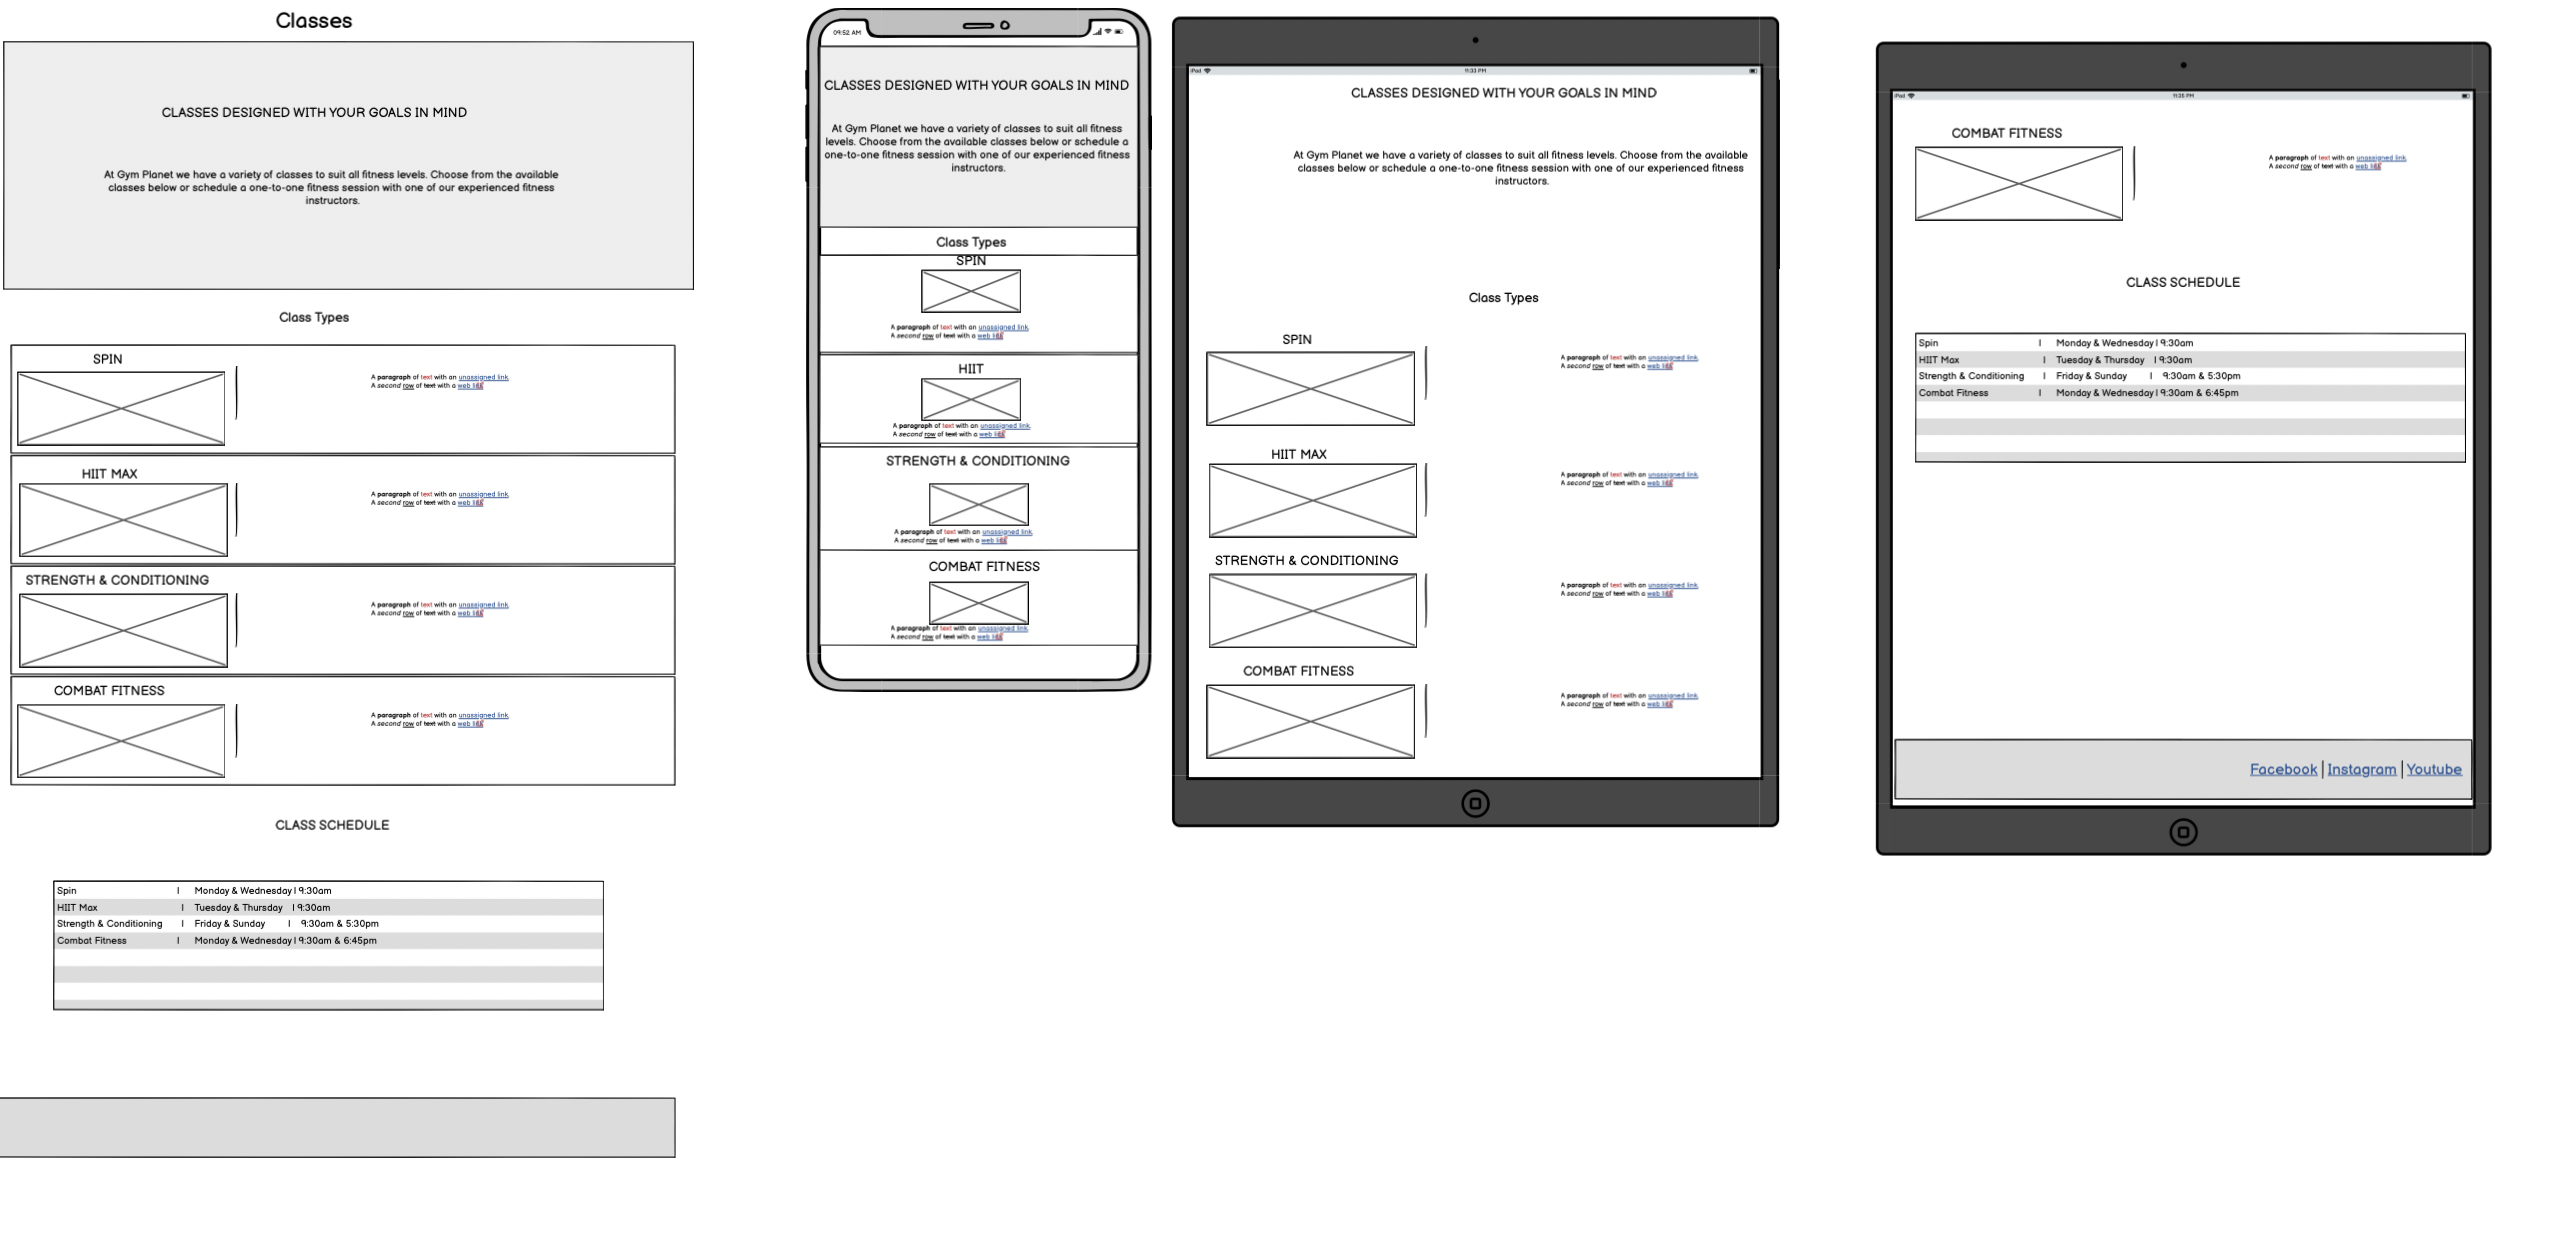 Classes
CLASSES DESIGNED WITH YOUR GOALS IN MIND
At Gym Planet we have a variety of classes to suit all fitness levels. Choose from the available
classes below or schedule a one-to-one fitness session with one of our experienced fitness
instructors.
Class Types
SPIN
A paragraph of text with an unassigned link.
A second row of text with a web link
HIIT MAX
A paragraph of text with an unassigned link.
A second row of text with a web link
STRENGTH & CONDITIONING
A paragraph of text with an unassigned link.
A second row of text with a web link
COMBAT FITNESS
A paragraph of text with an unassigned link.
A second row of text with a web link
CLASS SCHEDULE
Spin | Monday & Wednesday | 9:30am
HIIT Max | Tuesday & Thursday | 9:30am
Strength & Conditioning | Friday & Sunday | 9:30am & 5:30pm
Combat Fitness | Monday & Wednesday | 9:30am & 6:45pm
09:52 AM
CLASSES DESIGNED WITH YOUR GOALS IN MIND
At Gym Planet we have a variety of classes to suit all fitness
levels. Choose from the available classes below or schedule a
one-to-one fitness session with one of our experienced fitness
instructors.
Class Types
SPIN
A paragraph of text with an unassigned link.
A second row of text with a web link
HIIT
A paragraph of text with an unassigned link.
A second row of text with a web link
STRENGTH & CONDITIONING
A paragraph of text with an unassigned link.
A second row of text with a web link
COMBAT FITNESS
A paragraph of text with an unassigned link.
A second row of text with a web link
iPad 11:33 PM
CLASSES DESIGNED WITH YOUR GOALS IN MIND
At Gym Planet we have a variety of classes to suit all fitness levels. Choose from the available
classes below or schedule a one-to-one fitness session with one of our experienced fitness
instructors.
Class Types
SPIN
A paragraph of text with an unassigned link.
A second row of text with a web link
HIIT MAX
A paragraph of text with an unassigned link.
A second row of text with a web link
STRENGTH & CONDITIONING
A paragraph of text with an unassigned link.
A second row of text with a web link
COMBAT FITNESS
A paragraph of text with an unassigned link.
A second row of text with a web link
iPad 11:35 PM
COMBAT FITNESS
A paragraph of text with an unassigned link.
A second row of text with a web link
CLASS SCHEDULE
Spin | Monday & Wednesday | 9:30am
HIIT Max | Tuesday & Thursday | 9:30am
Strength & Conditioning | Friday & Sunday | 9:30am & 5:30pm
Combat Fitness | Monday & Wednesday | 9:30am & 6:45pm
Facebook | Instagram | Youtube